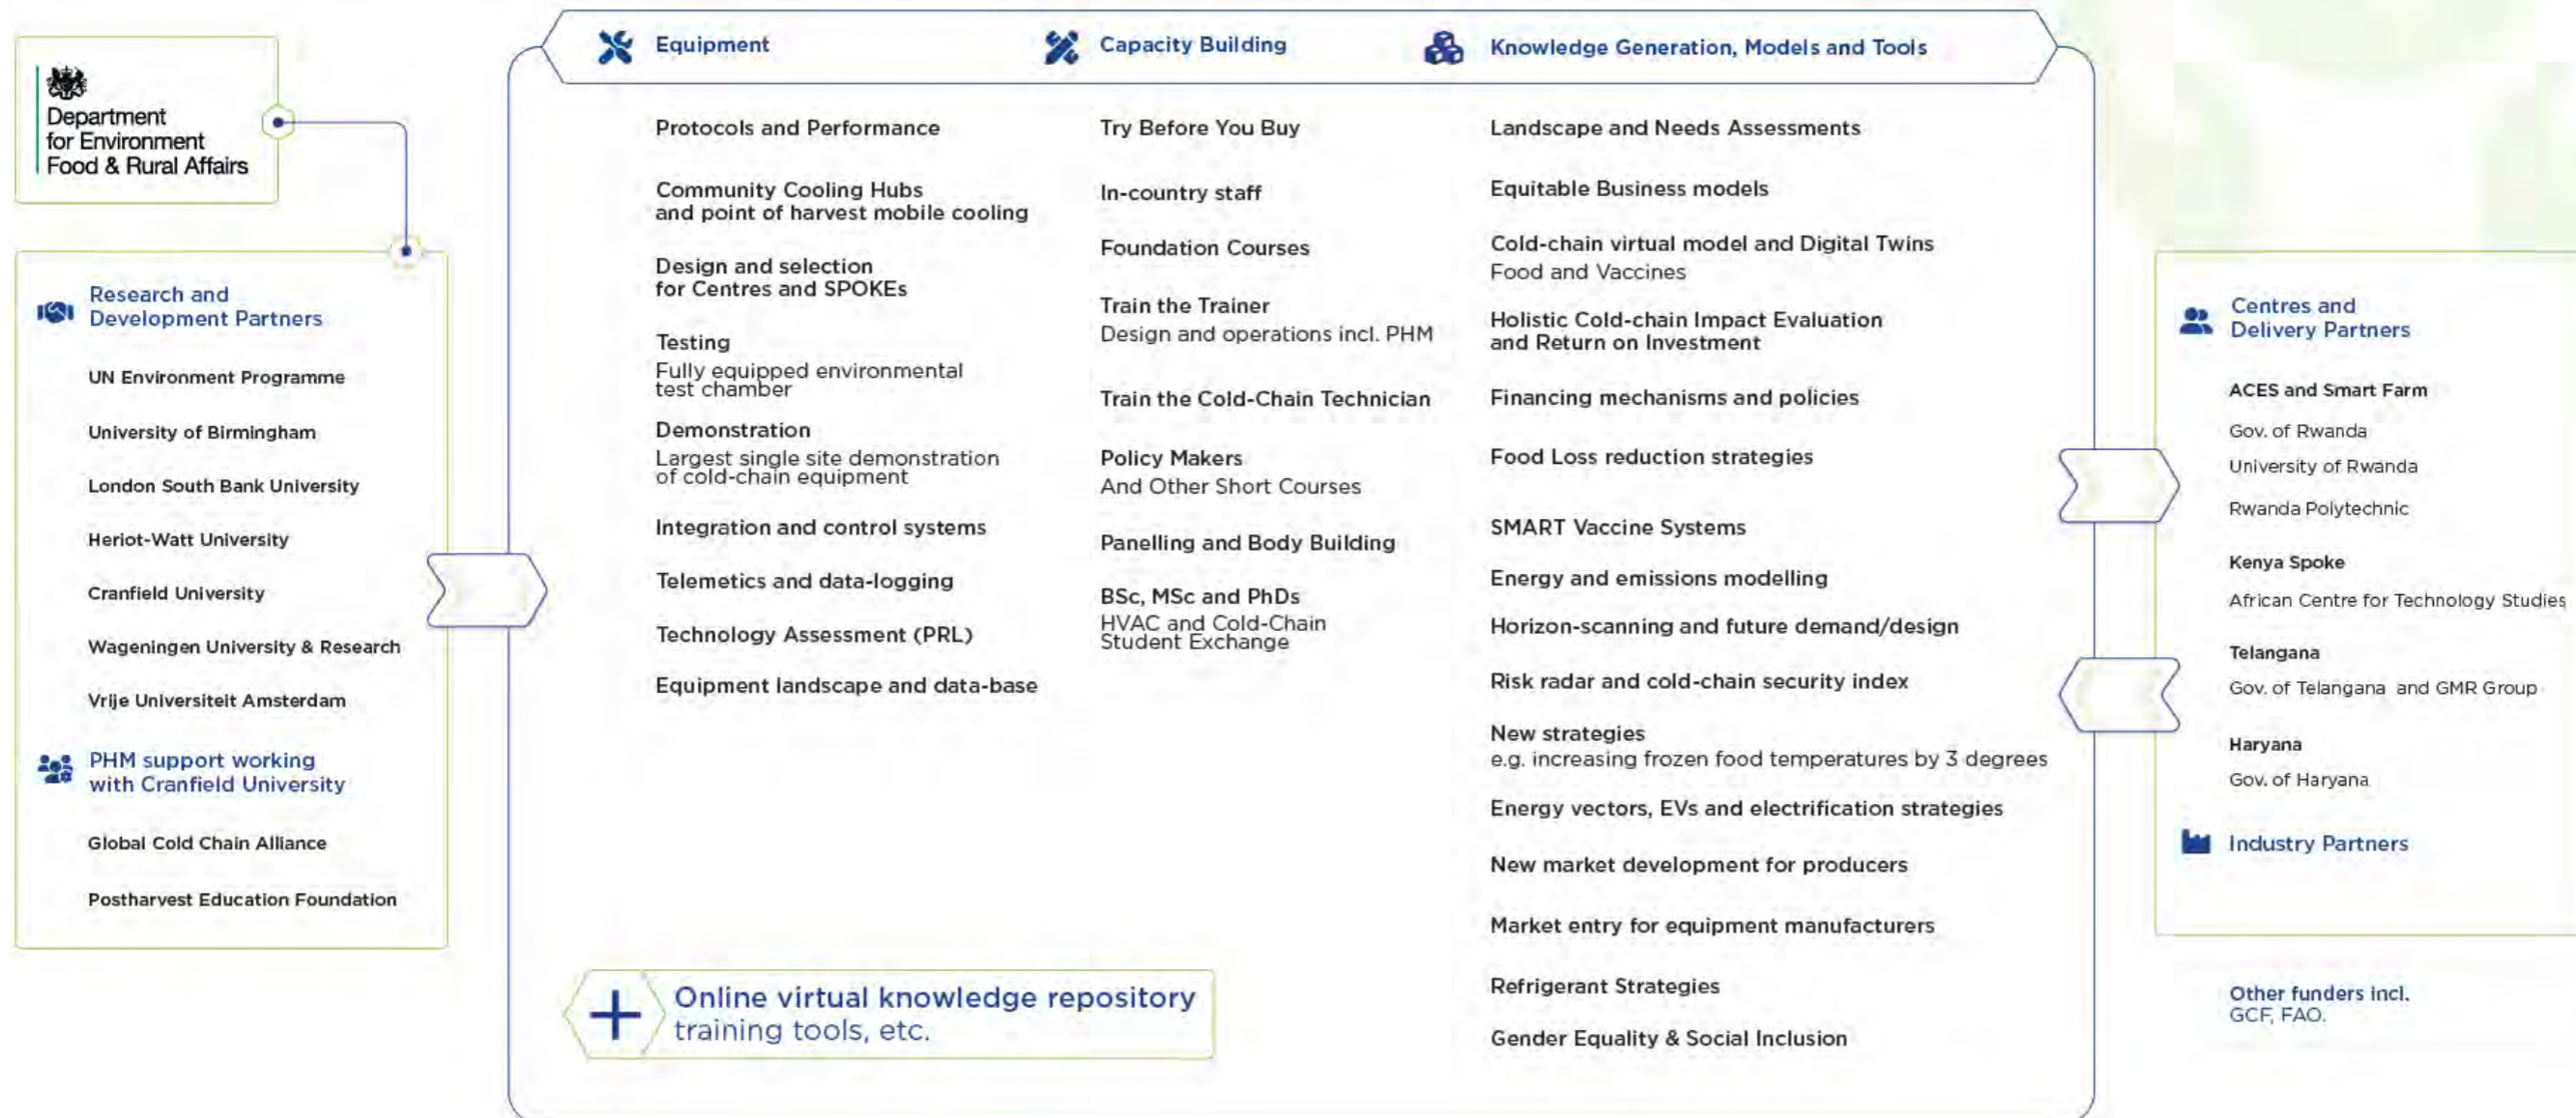 Department
for Environment
Food & Rural Affairs
Research and
Development Partners
UN Environment Programme
University of Birmingham
London South Bank University
Heriot-Watt University
Cranfield University
Wageningen University & Research
Vrije Universiteit Amsterdam
PHM support working
with Cranfield University
Global Cold Chain Alliance
Postharvest Education Foundation
Equipment
Protocols and Performance
Community Cooling Hubs
and point of harvest mobile cooling
Design and selection
for Centres and SPOKEs
Testing
Fully equipped environmental
test chamber
Demonstration
Largest single site demonstration
of cold-chain equipment
Integration and control systems
Telemetics and data-logging
Technology Assessment (PRL)
Equipment landscape and data-base
Capacity Building
Try Before You Buy
In-country staff
Foundation Courses
Train the Trainer
Design and operations incl. PHM
Train the Cold-Chain Technician
Policy Makers
And Other Short Courses
Panelling and Body Building
BSc, MSc and PhDs
HVAC and Cold-Chain
Student Exchange
Knowledge Generation, Models and Tools
Landscape and Needs Assessments
Equitable Business models
Cold-chain virtual model and Digital Twins
Food and Vaccines
Holistic Cold-chain Impact Evaluation
and Return on Investment
Financing mechanisms and policies
Food Loss reduction strategies
SMART Vaccine Systems
Energy and emissions modelling
Horizon-scanning and future demand/design
Risk radar and cold-chain security index
New strategies
e.g. increasing frozen food temperatures by 3 degrees
Energy vectors, EVs and electrification strategies
New market development for producers
Market entry for equipment manufacturers
Refrigerant Strategies
Gender Equality & Social Inclusion
+ Online virtual knowledge repository
training tools, etc.
Centres and
Delivery Partners
ACES and Smart Farm
Gov. of Rwanda
University of Rwanda
Rwanda Polytechnic
Kenya Spoke
African Centre for Technology Studies
Telangana
Gov. of Telangana and GMR Group
Haryana
Gov. of Haryana
Industry Partners
Other funders incl.
GCF, FAO.